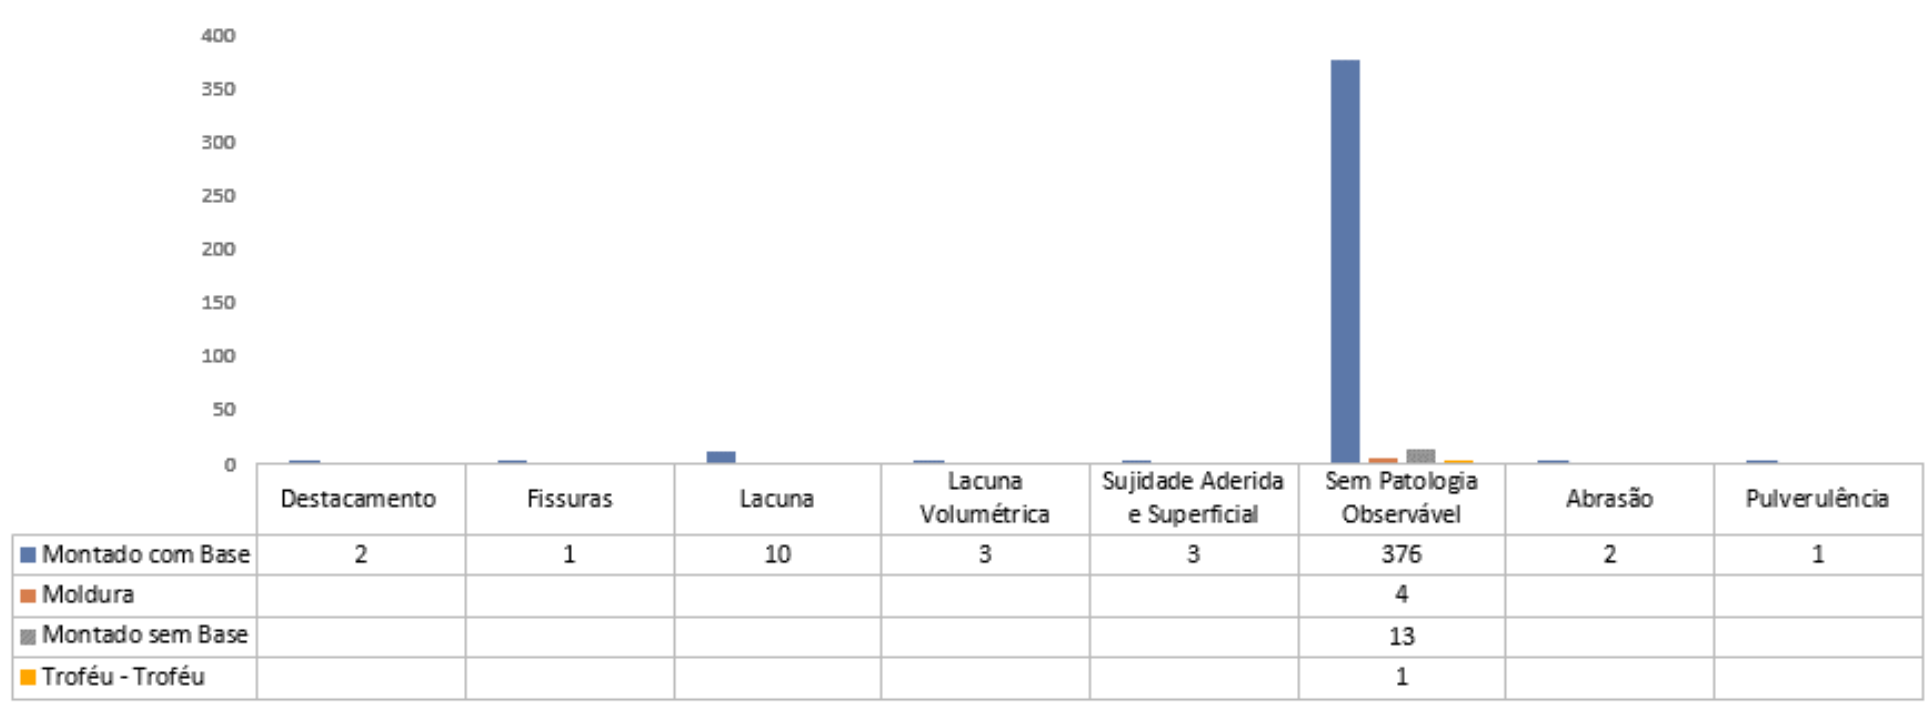 400
350
300
250
200
150
100
50
0
Destacamento Fissuras Lacuna Lacuna Volumétrica Sujidade Aderida e Superficial Sem Patologia Observável Abrasão Pulverulência
Montado com Base 2 1 10 3 3 376 2 1
Moldura 4
Montado sem Base 13
Troféu - Troféu 1